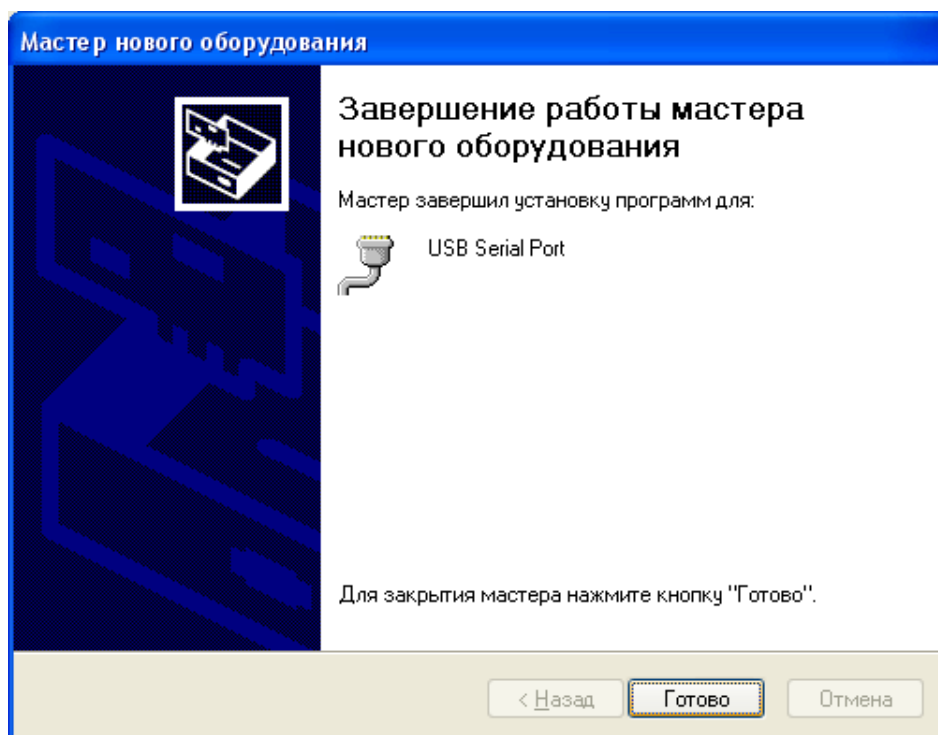 Мастер нового оборудования
Завершение работы мастера
нового оборудования
Мастер завершил установку программ для:
USB Serial Port
Для закрытия мастера нажмите кнопку "Готово".
< Назад
Готово
Отмена